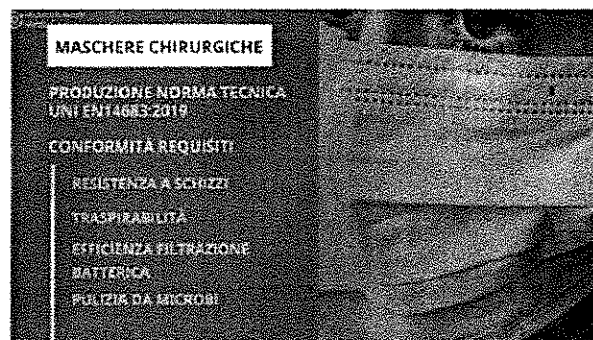 MASCHERE CHIRURGICHE
PRODUZIONE NORMA TECNICA
UNI EN14683:2019
CONFORMITÀ REQUISITI
RESISTENZA A SCHIZZI
TRASPIRABILITÀ
EFFICIENZA FILTRAZIONE
BATTERICA
PULIZIA DA MICROBI